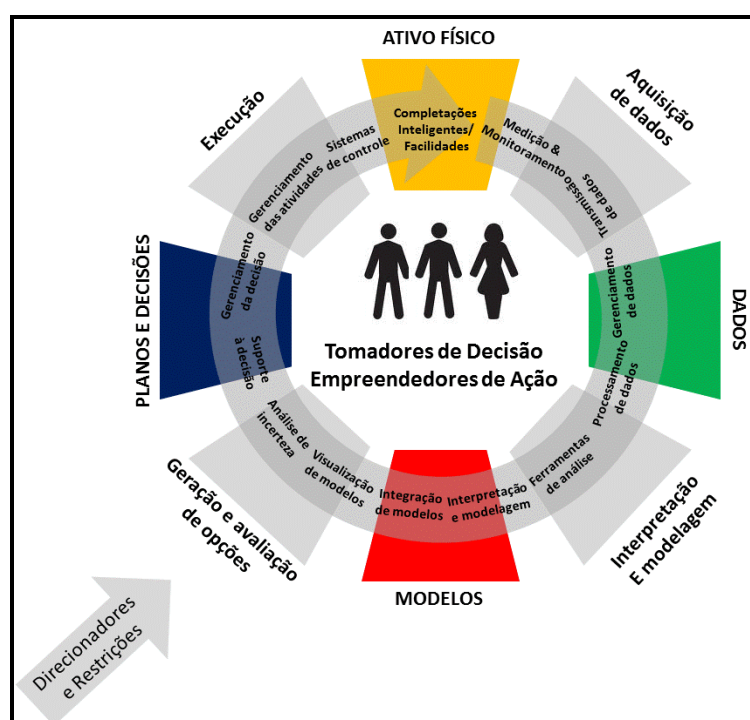 ATIVO FÍSICO
Completações
Inteligentes/
Facilidades
Medição &
Monitoramento
Aquisição
de dados
Transmissão
de dados
DADOS
Gerenciamento
de dados
Processamento
de dados
Interpretação
E modelagem
Ferramentas
de análise
MODELOS
Interpretação
e modelagem
Integração
de modelos
Visualização
de modelos
Geração e avaliação
de opções
Análise de
incerteza
Suporte
à decisão
PLANOS E DECISÕES
Gerenciamento
da decisão
Execução
Gerenciamento
das atividades
Sistemas
de controle
Tomadores de Decisão
Empreendedores de Ação
Direcionadores
e Restrições